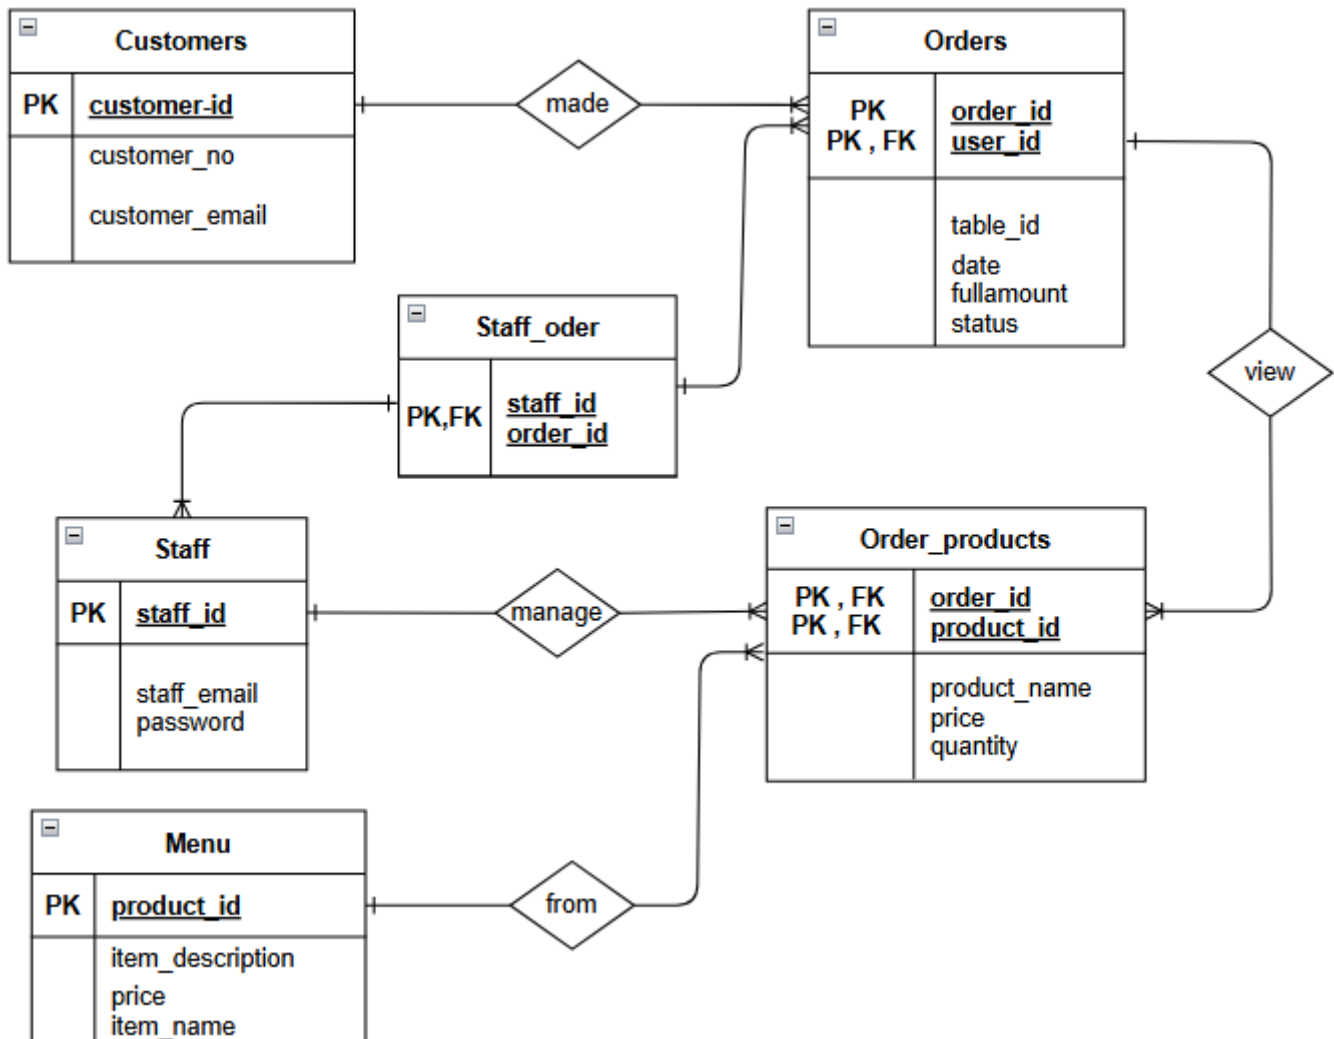 Customers
PK customer-id
customer_no
customer_email
made
Orders
PK order_id
PK , FK user_id
table_id
date
fullamount
status
Staff_oder
PK,FK staff_id
order_id
view
Staff
PK staff_id
staff_email
password
manage
Order_products
PK , FK order_id
PK , FK product_id
product_name
price
quantity
Menu
PK product_id
item_description
price
item_name
from